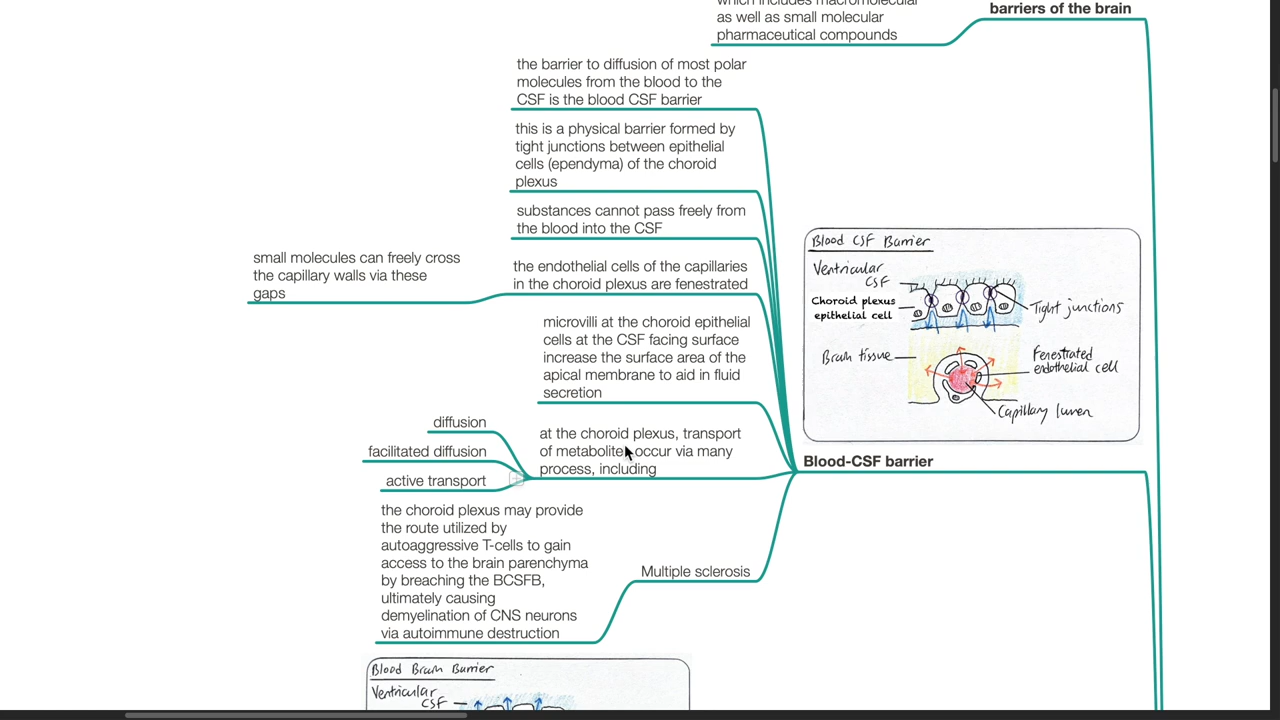 which includes macromolecular
as well as small molecular
pharmaceutical compounds
barriers of the brain
the barrier to diffusion of most polar
molecules from the blood to the
CSF is the blood CSF barrier
this is a physical barrier formed by
tight junctions between epithelial
cells (ependyma) of the choroid
plexus
substances cannot pass freely from
the blood into the CSF
small molecules can freely cross
the capillary walls via these
gaps
the endothelial cells of the capillaries
in the choroid plexus are fenestrated
microvilli at the choroid epithelial
cells at the CSF facing surface
increase the surface area of the
apical membrane to aid in fluid
secretion
diffusion
facilitated diffusion
active transport
at the choroid plexus, transport
of metabolites occur via many
process, including
the choroid plexus may provide
the route utilized by
autoaggressive T-cells to gain
access to the brain parenchyma
by breaching the BCSFB,
ultimately causing
demyelination of CNS neurons
via autoimmune destruction
Multiple sclerosis
Blood CSF Barrier
Ventricular
CSF
Choroid plexus
epithelial cell
Tight junctions
Brain tissue
Fenestrated
endothelial cell
Capillary lumen
Blood-CSF barrier
Blood Brain Barrier
Ventricular
CSF